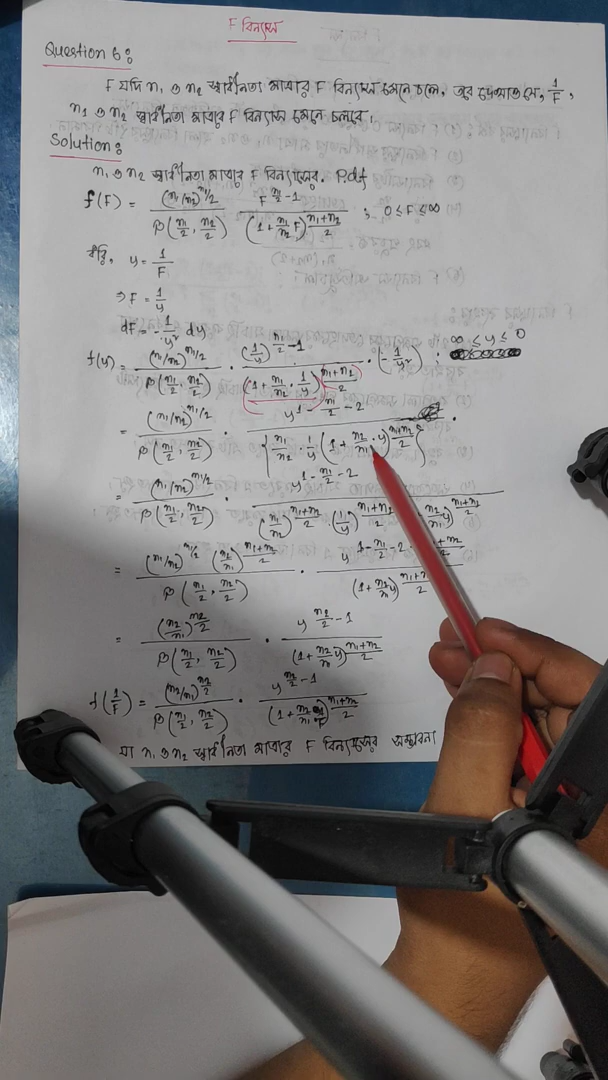 F বিন্যাস
Question 6:
F যদি n₁ ও n₂ স্বাধীনতা মাত্রার F বিন্যাস মেনে চলে, তবে দেখাও যে, 1/F,
n₂ ও n₁ স্বাধীনতা মাত্রার F বিন্যাস মেনে চলবে।
Solution:
n₁ ও n₂ স্বাধীনতা মাত্রার F বিন্যাসের. Pdf
f(F) = (n₁/n₂)^(n₁/2) / β(n₁/2, n₂/2) · F^(n₁/2 - 1) / (1 + n₁/n₂ F)^((n₁+n₂)/2) ; 0 ≤ F ≤ ∞
ধরি, y = 1/F
⇒ F = 1/y
dF = - 1/y² dy
f(y) = (n₁/n₂)^(n₁/2) / β(n₁/2, n₂/2) · (1/y)^(n₁/2 - 1) / (1 + n₁/n₂ · 1/y)^((n₁+n₂)/2) · (-1/y²) ; ∞ ≤ y ≤ 0
= (n₁/n₂)^(n₁/2) / β(n₁/2, n₂/2) · y^(1 - n₁/2 - 2) / {n₁/n₂ · 1/y (1 + n₂/n₁ · y)}^((n₁+n₂)/2)
= (n₁/n₂)^(n₁/2) / β(n₁/2, n₂/2) · y^(1 - n₁/2 - 2) / (n₁/n₂)^((n₁+n₂)/2) (1/y)^((n₁+n₂)/2) n₂/n₁ y)^((n₁+n₂)/2)
= (n₁/n₂)^(n₁/2) (n₂/n₁)^((n₁+n₂)/2) / β(n₁/2, n₂/2) · y^(1 - n₁/2 - 2 / (1 + n₂/n₁ y)
= (n₂/n₁)^(n₂/2) / β(n₁/2, n₂/2) · y^(n₂/2 - 1) / (1 + n₂/n y)^((n₁+n₂)/2)
f(1/F) = (n₂/n₁)^(n₂/2) / β(n₁/2, n₂/2) · y^(n₂/2 - 1) / (1 + n₂/n₁ )^((n₁+n₂)/2)
যা n₁ ও n₂ স্বাধীনতা মাত্রার F বিন্যাসের সম্ভাবনা